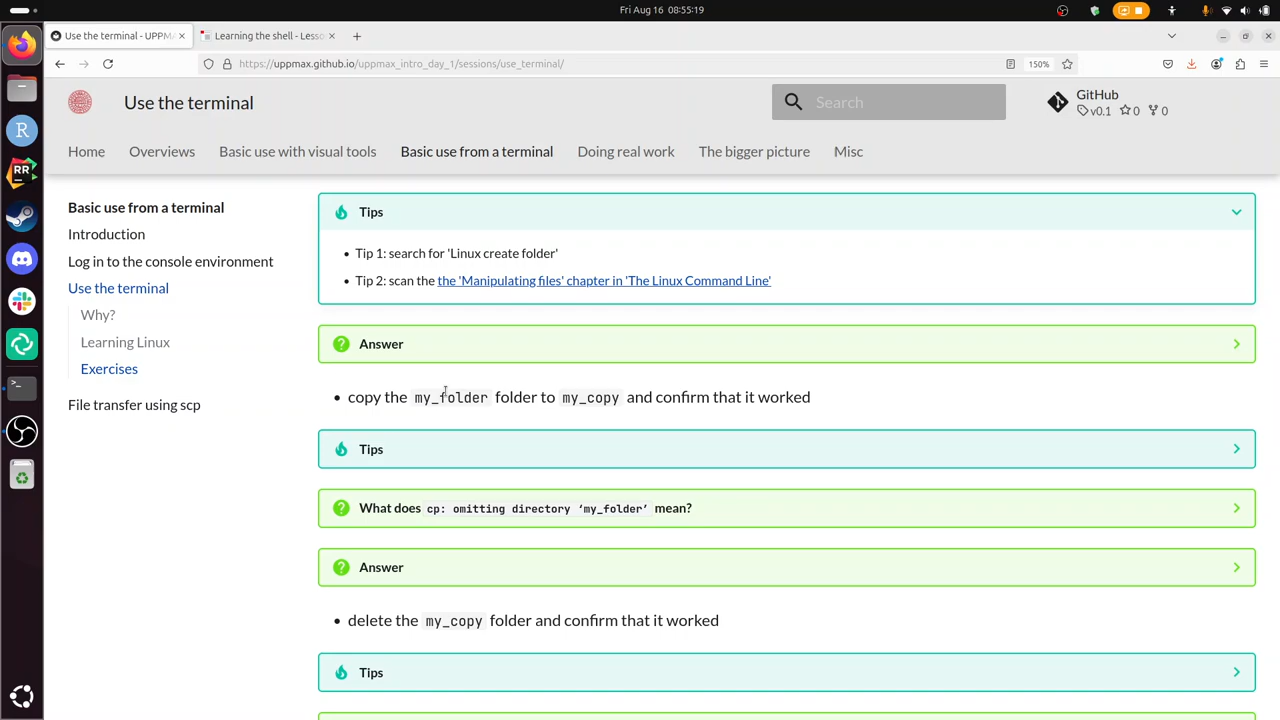 Fri Aug 16 08:55:19
Use the terminal - UPPMA
Learning the shell - Lesso
https://uppmax.github.io/uppmax_intro_day_1/sessions/use_terminal/
150%
Use the terminal
Search
GitHub
v0.1 0 0
Home Overviews Basic use with visual tools Basic use from a terminal Doing real work The bigger picture Misc
Basic use from a terminal
Introduction
Log in to the console environment
Use the terminal
Why?
Learning Linux
Exercises
File transfer using scp
Tips
Tip 1: search for 'Linux create folder'
Tip 2: scan the the 'Manipulating files' chapter in 'The Linux Command Line'
Answer
copy the my_folder folder to my_copy and confirm that it worked
Tips
What does cp: omitting directory ‘my_folder’ mean?
Answer
delete the my_copy folder and confirm that it worked
Tips